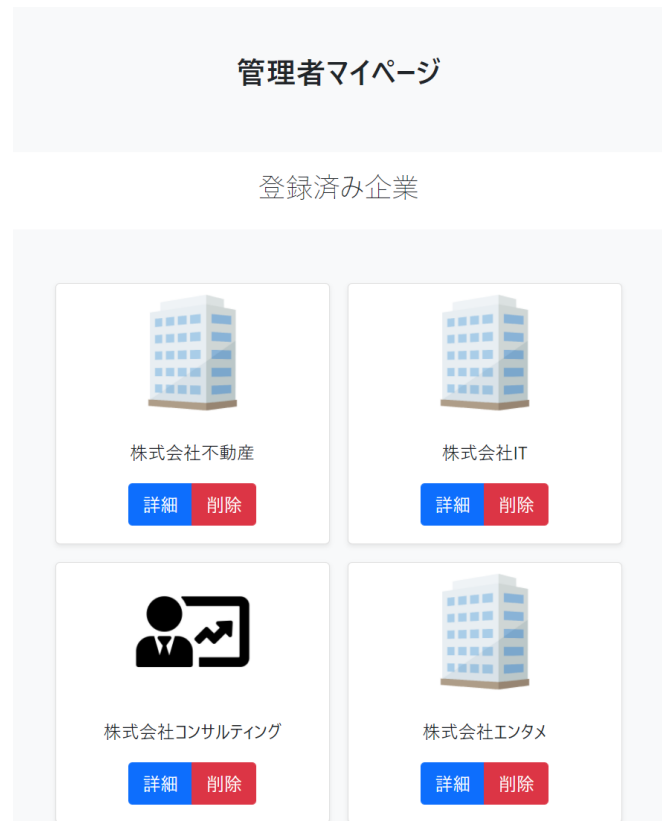 管理者マイページ
登録済み企業
株式会社不動産
詳細 削除
株式会社IT
詳細 削除
株式会社コンサルティング
詳細 削除
株式会社エンタメ
詳細 削除